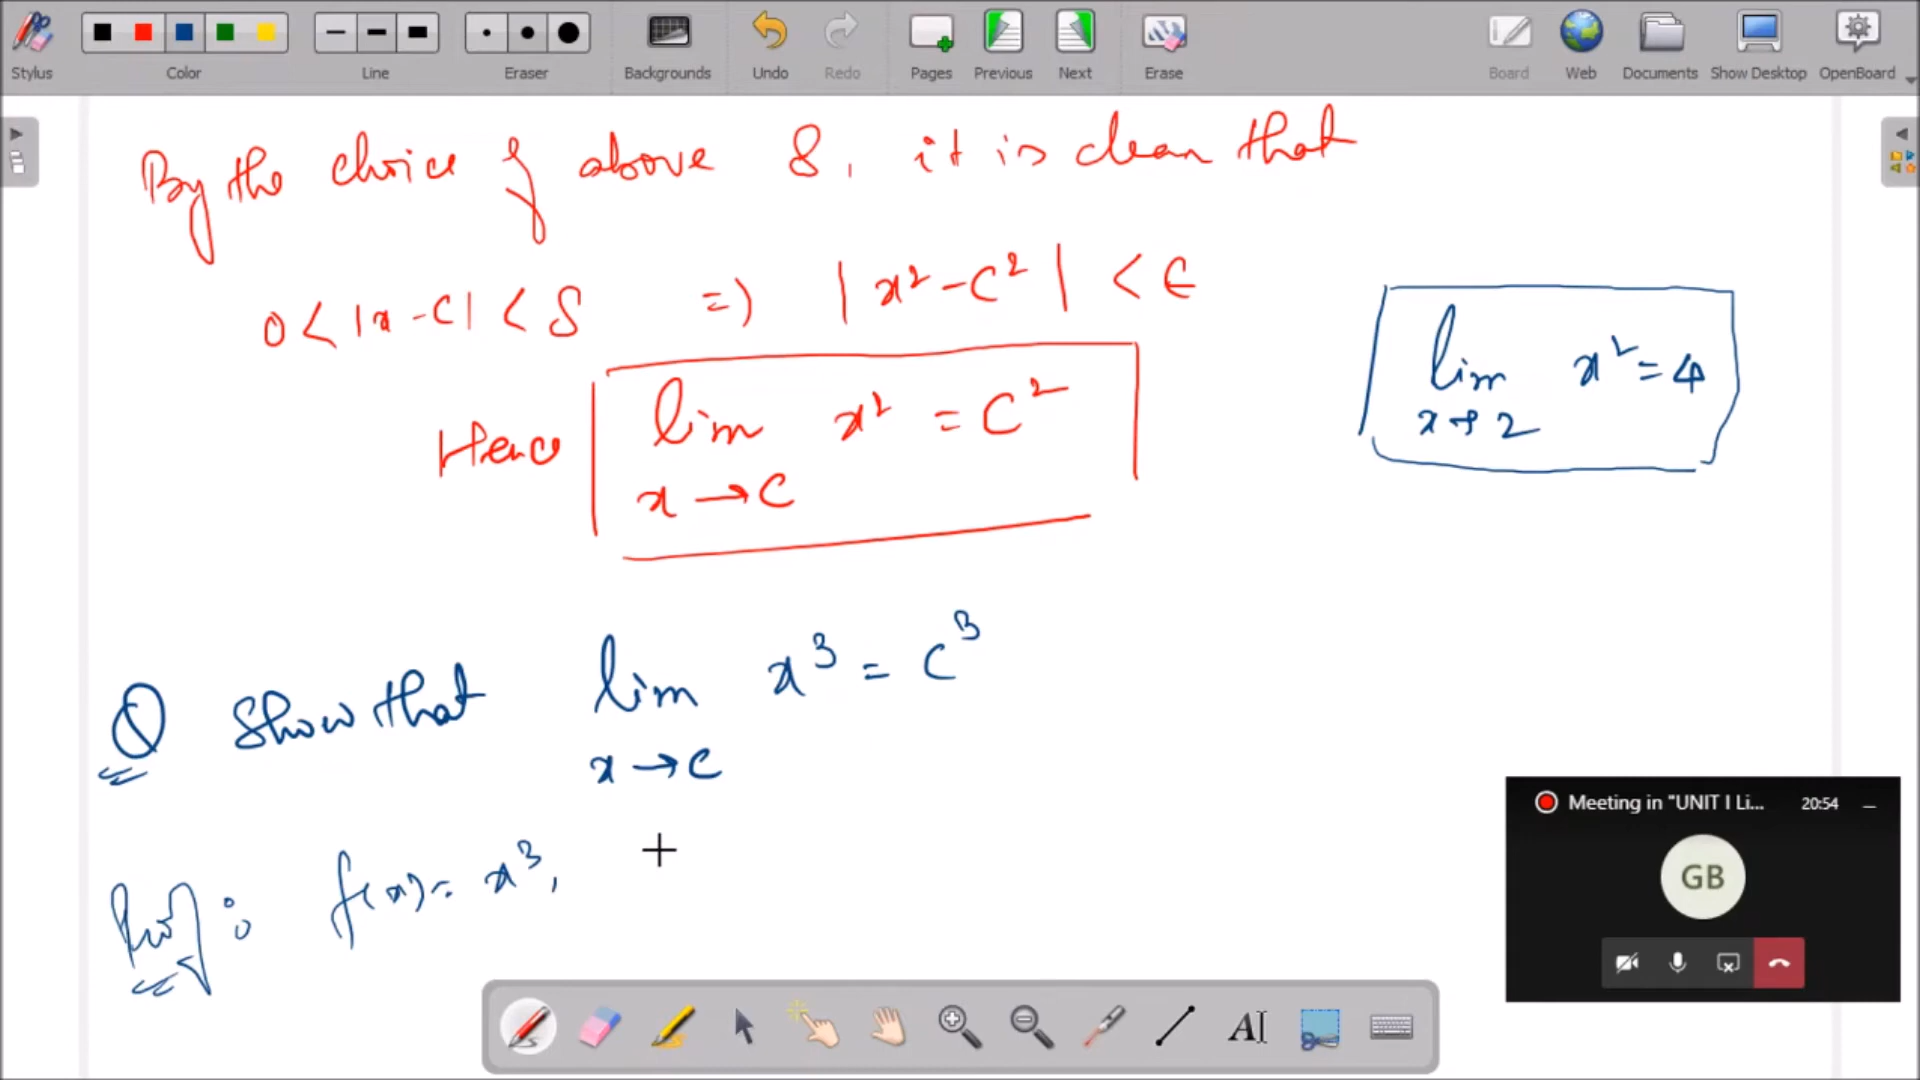 Stylus Color Line Eraser Backgrounds Undo Redo Pages Previous Next Erase Board Web Documents Show Desktop OpenBoard
By the choice of above δ, it is clear that
0 < |x - c| < δ => |x² - c²| < ε
Hence lim x² = c²
x → c
lim x² = 4
x → 2
Q Show that lim x³ = c³
x → c
Proof : f(x) = x³,
Meeting in "UNIT I Li... 20:54
GB
AI